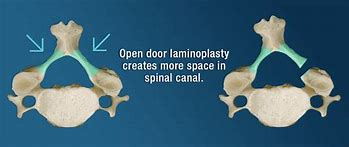 Open door laminoplasty
creates more space in
spinal canal.